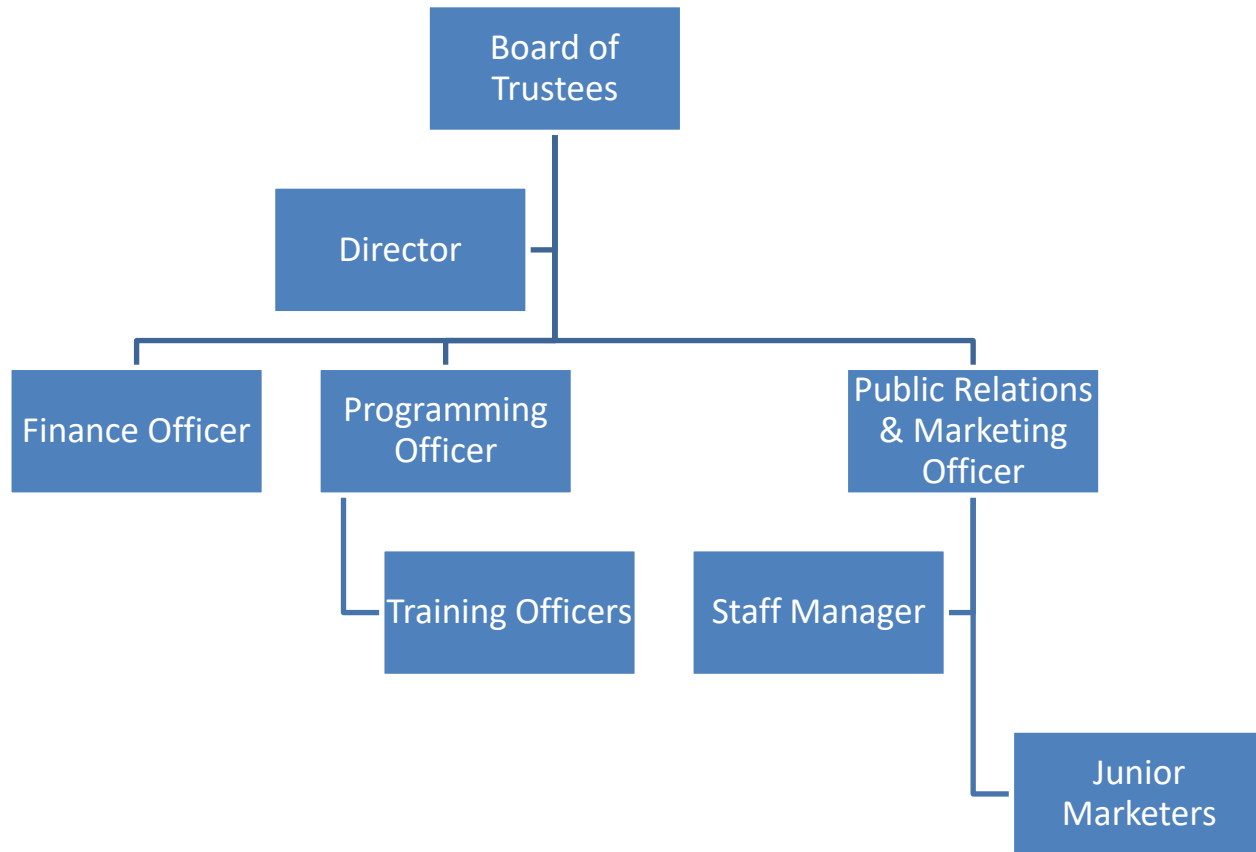 Board of
Trustees
Director
Finance Officer
Programming
Officer
Public Relations
& Marketing
Officer
Training Officers
Staff Manager
Junior
Marketers